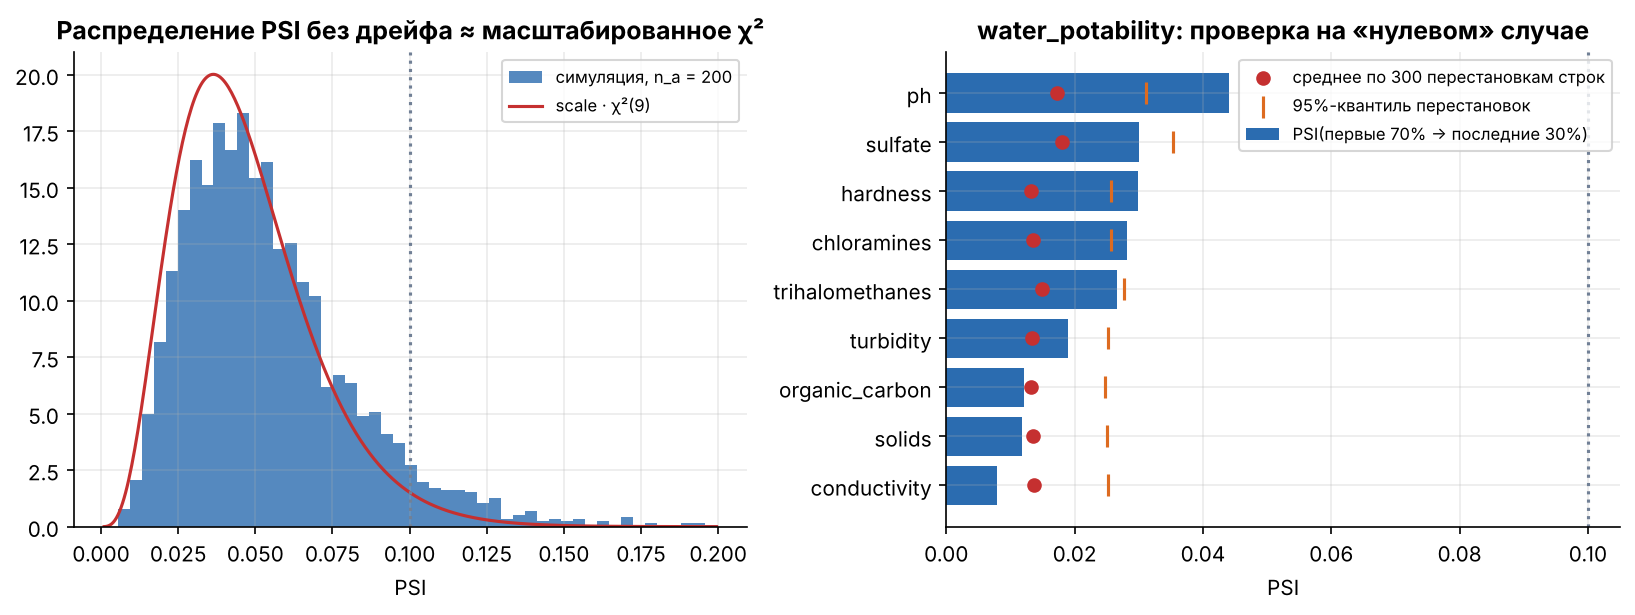 Распределение PSI без дрейфа ≈ масштабированное χ²
симуляция, n_a = 200
scale · χ²(9)
20.0
17.5
15.0
12.5
10.0
7.5
5.0
2.5
0.0
0.000 0.025 0.050 0.075 0.100 0.125 0.150 0.175 0.200
PSI
water_potability: проверка на «нулевом» случае
среднее по 300 перестановкам строк
95%-квантиль перестановок
PSI(первые 70% → последние 30%)
ph
sulfate
hardness
chloramines
trihalomethanes
turbidity
organic_carbon
solids
conductivity
0.00 0.02 0.04 0.06 0.08 0.10
PSI